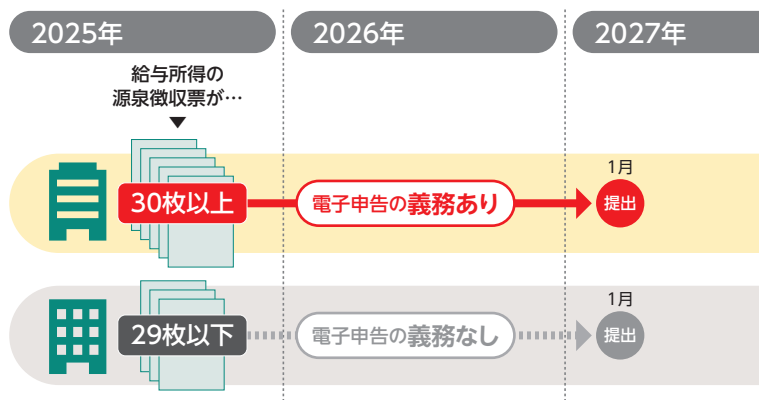 2025年
2026年
2027年
給与所得の
源泉徴収票が…
30枚以上
電子申告の義務あり
1月
提出
29枚以下
電子申告の義務なし
1月
提出